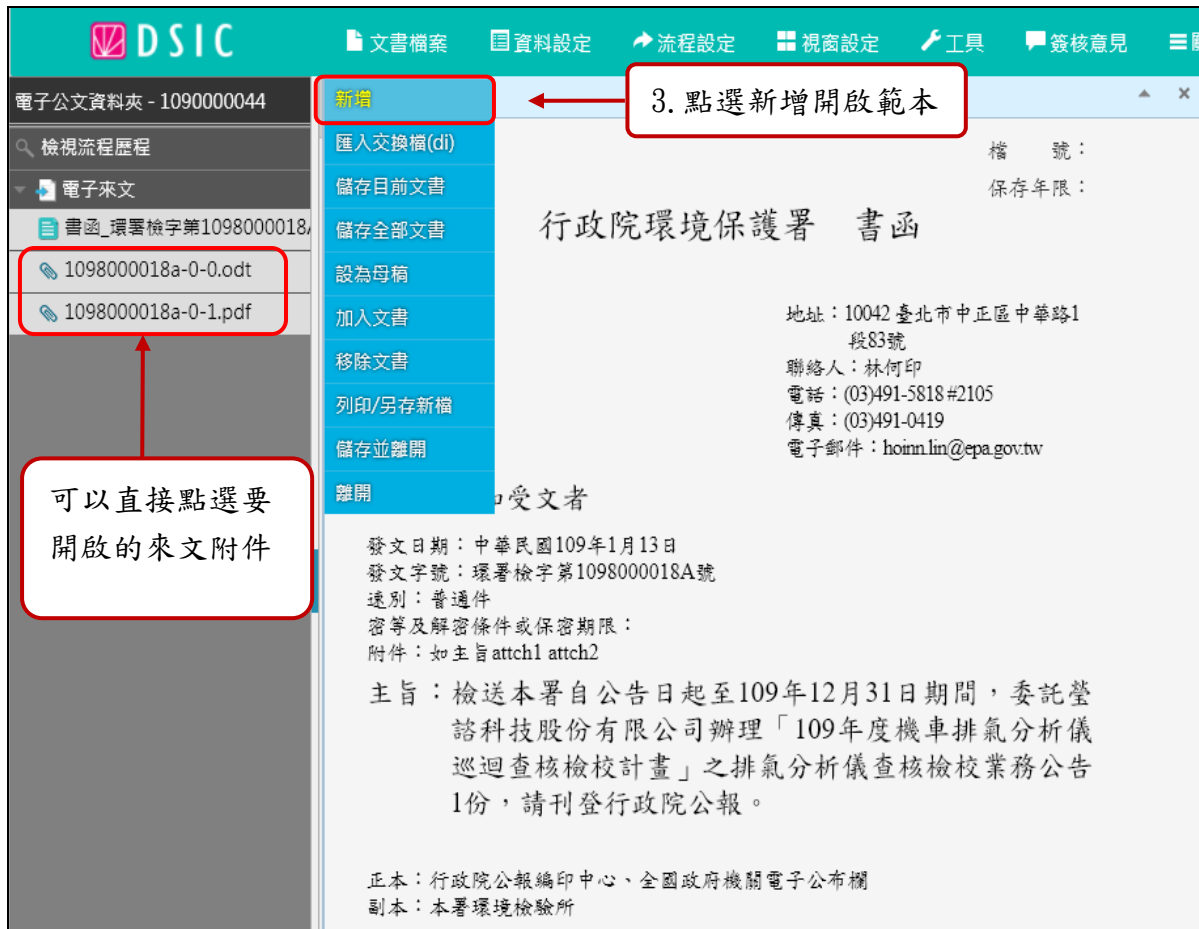 DSIC
文書檔案 資料設定 流程設定 視窗設定 工具 簽核意見
電子公文資料夾 - 1090000044
檢視流程歷程
電子來文
書函_環署檢字第1098000018
1098000018a-0-0.odt
1098000018a-0-1.pdf
可以直接點選要
開啟的來文附件
新增
匯入交換檔(di)
儲存目前文書
儲存全部文書
設為母稿
加入文書
移除文書
列印/另存新檔
儲存並離開
離開
3.點選新增開啟範本
檔 號：
保存年限：
行政院環境保護署 書函
地址：10042 臺北市中正區中華路1
段83號
聯絡人：林何印
電話：(03)491-5818 #2105
傳真：(03)491-0419
電子郵件：hoinn.lin@epa.gov.tw
受文者
發文日期：中華民國109年1月13日
發文字號：環署檢字第1098000018A號
速別：普通件
密等及解密條件或保密期限：
附件：如主旨attch1 attch2
主旨：檢送本署自公告日起至109年12月31日期間，委託瑩
諮科技股份有限公司辦理「109年度機車排氣分析儀
巡迴查核檢校計畫」之排氣分析儀查核檢校業務公告
1份，請刊登行政院公報。
正本：行政院公報編印中心、全國政府機關電子公布欄
副本：本署環境檢驗所